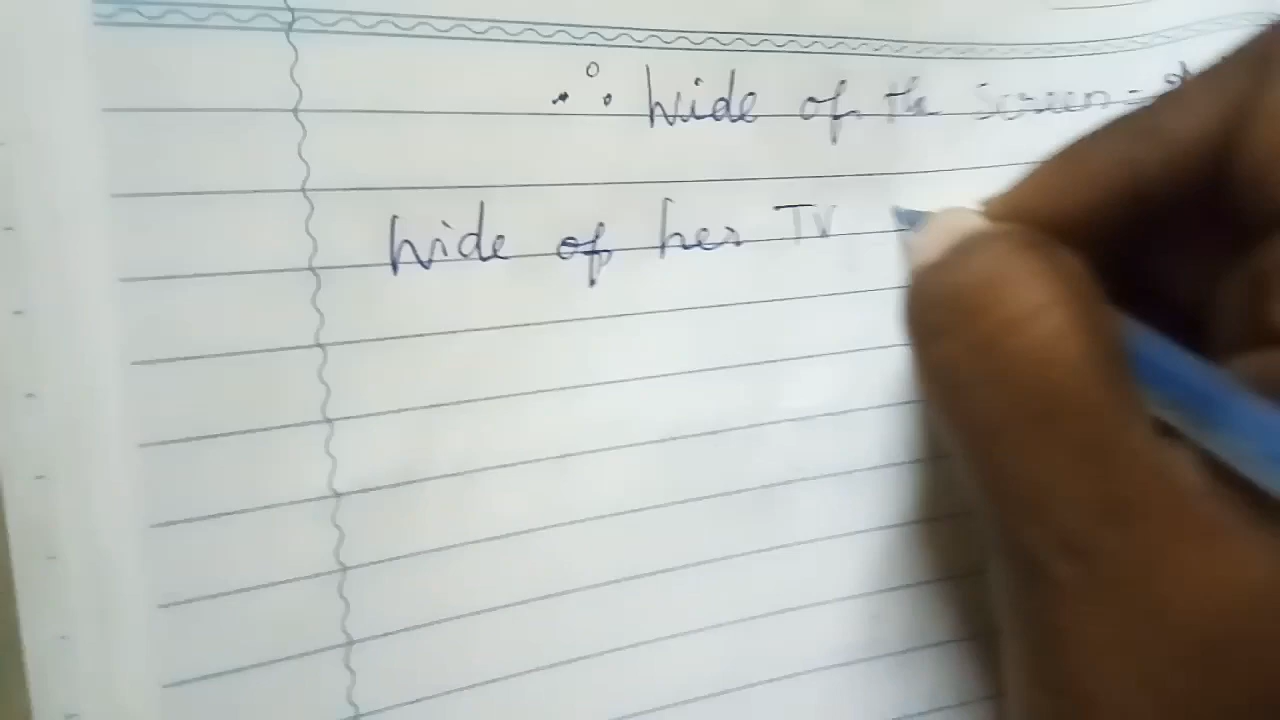 ∴ Wide of the Screen =
Wide of her TV